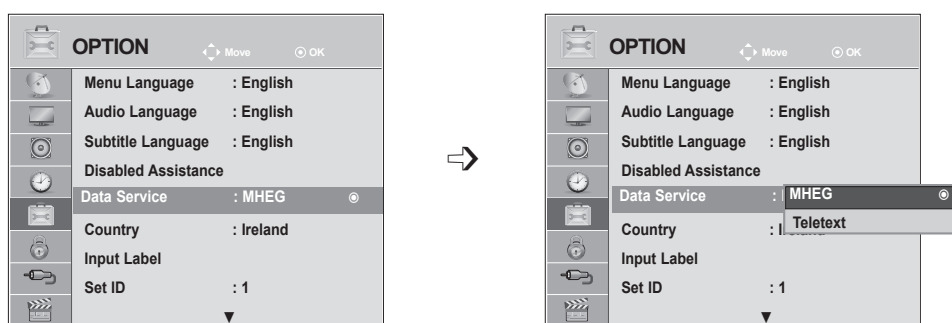 OPTION Move OK
Menu Language : English
Audio Language : English
Subtitle Language : English
Disabled Assistance
Data Service : MHEG
Country : Ireland
Input Label
Set ID : 1
OPTION Move OK
Menu Language : English
Audio Language : English
Subtitle Language : English
Disabled Assistance
Data Service : MHEG
Teletext
Country :
Input Label
Set ID : 1